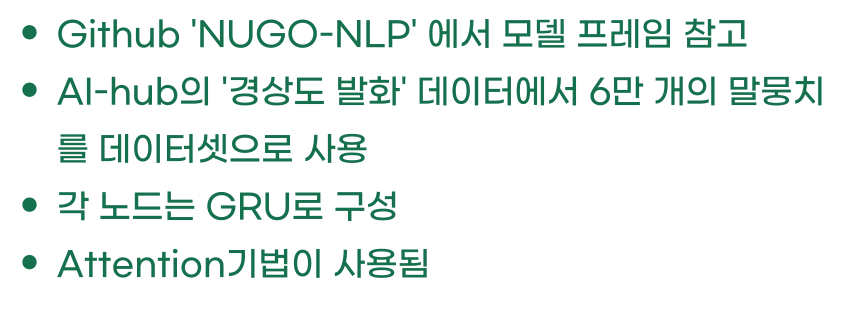 • Github 'NUGO-NLP' 에서 모델 프레임 참고
• AI-hub의 '경상도 발화' 데이터에서 6만 개의 말뭉치
를 데이터셋으로 사용
• 각 노드는 GRU로 구성
• Attention기법이 사용됨